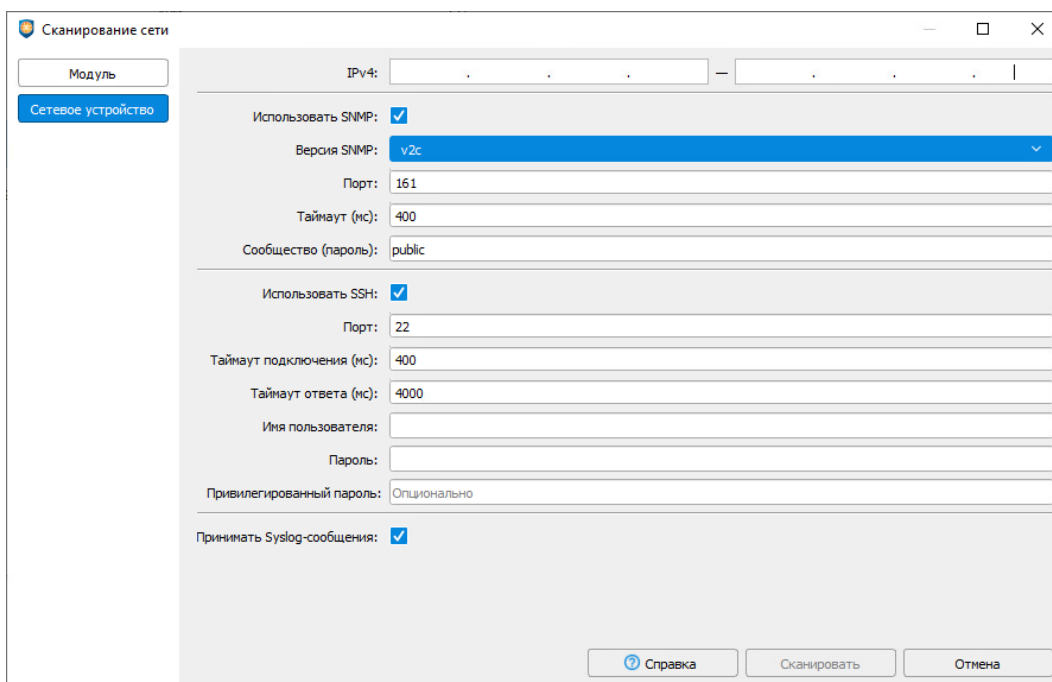 Сканирование сети
Модуль
Сетевое устройство
IPv4: . . . — . . .
Использовать SNMP:
Версия SNMP: v2c
Порт: 161
Таймаут (мс): 400
Сообщество (пароль): public
Использовать SSH:
Порт: 22
Таймаут подключения (мс): 400
Таймаут ответа (мс): 4000
Имя пользователя:
Пароль:
Привилегированный пароль: Опционально
Принимать Syslog-сообщения:
Справка Сканировать Отмена